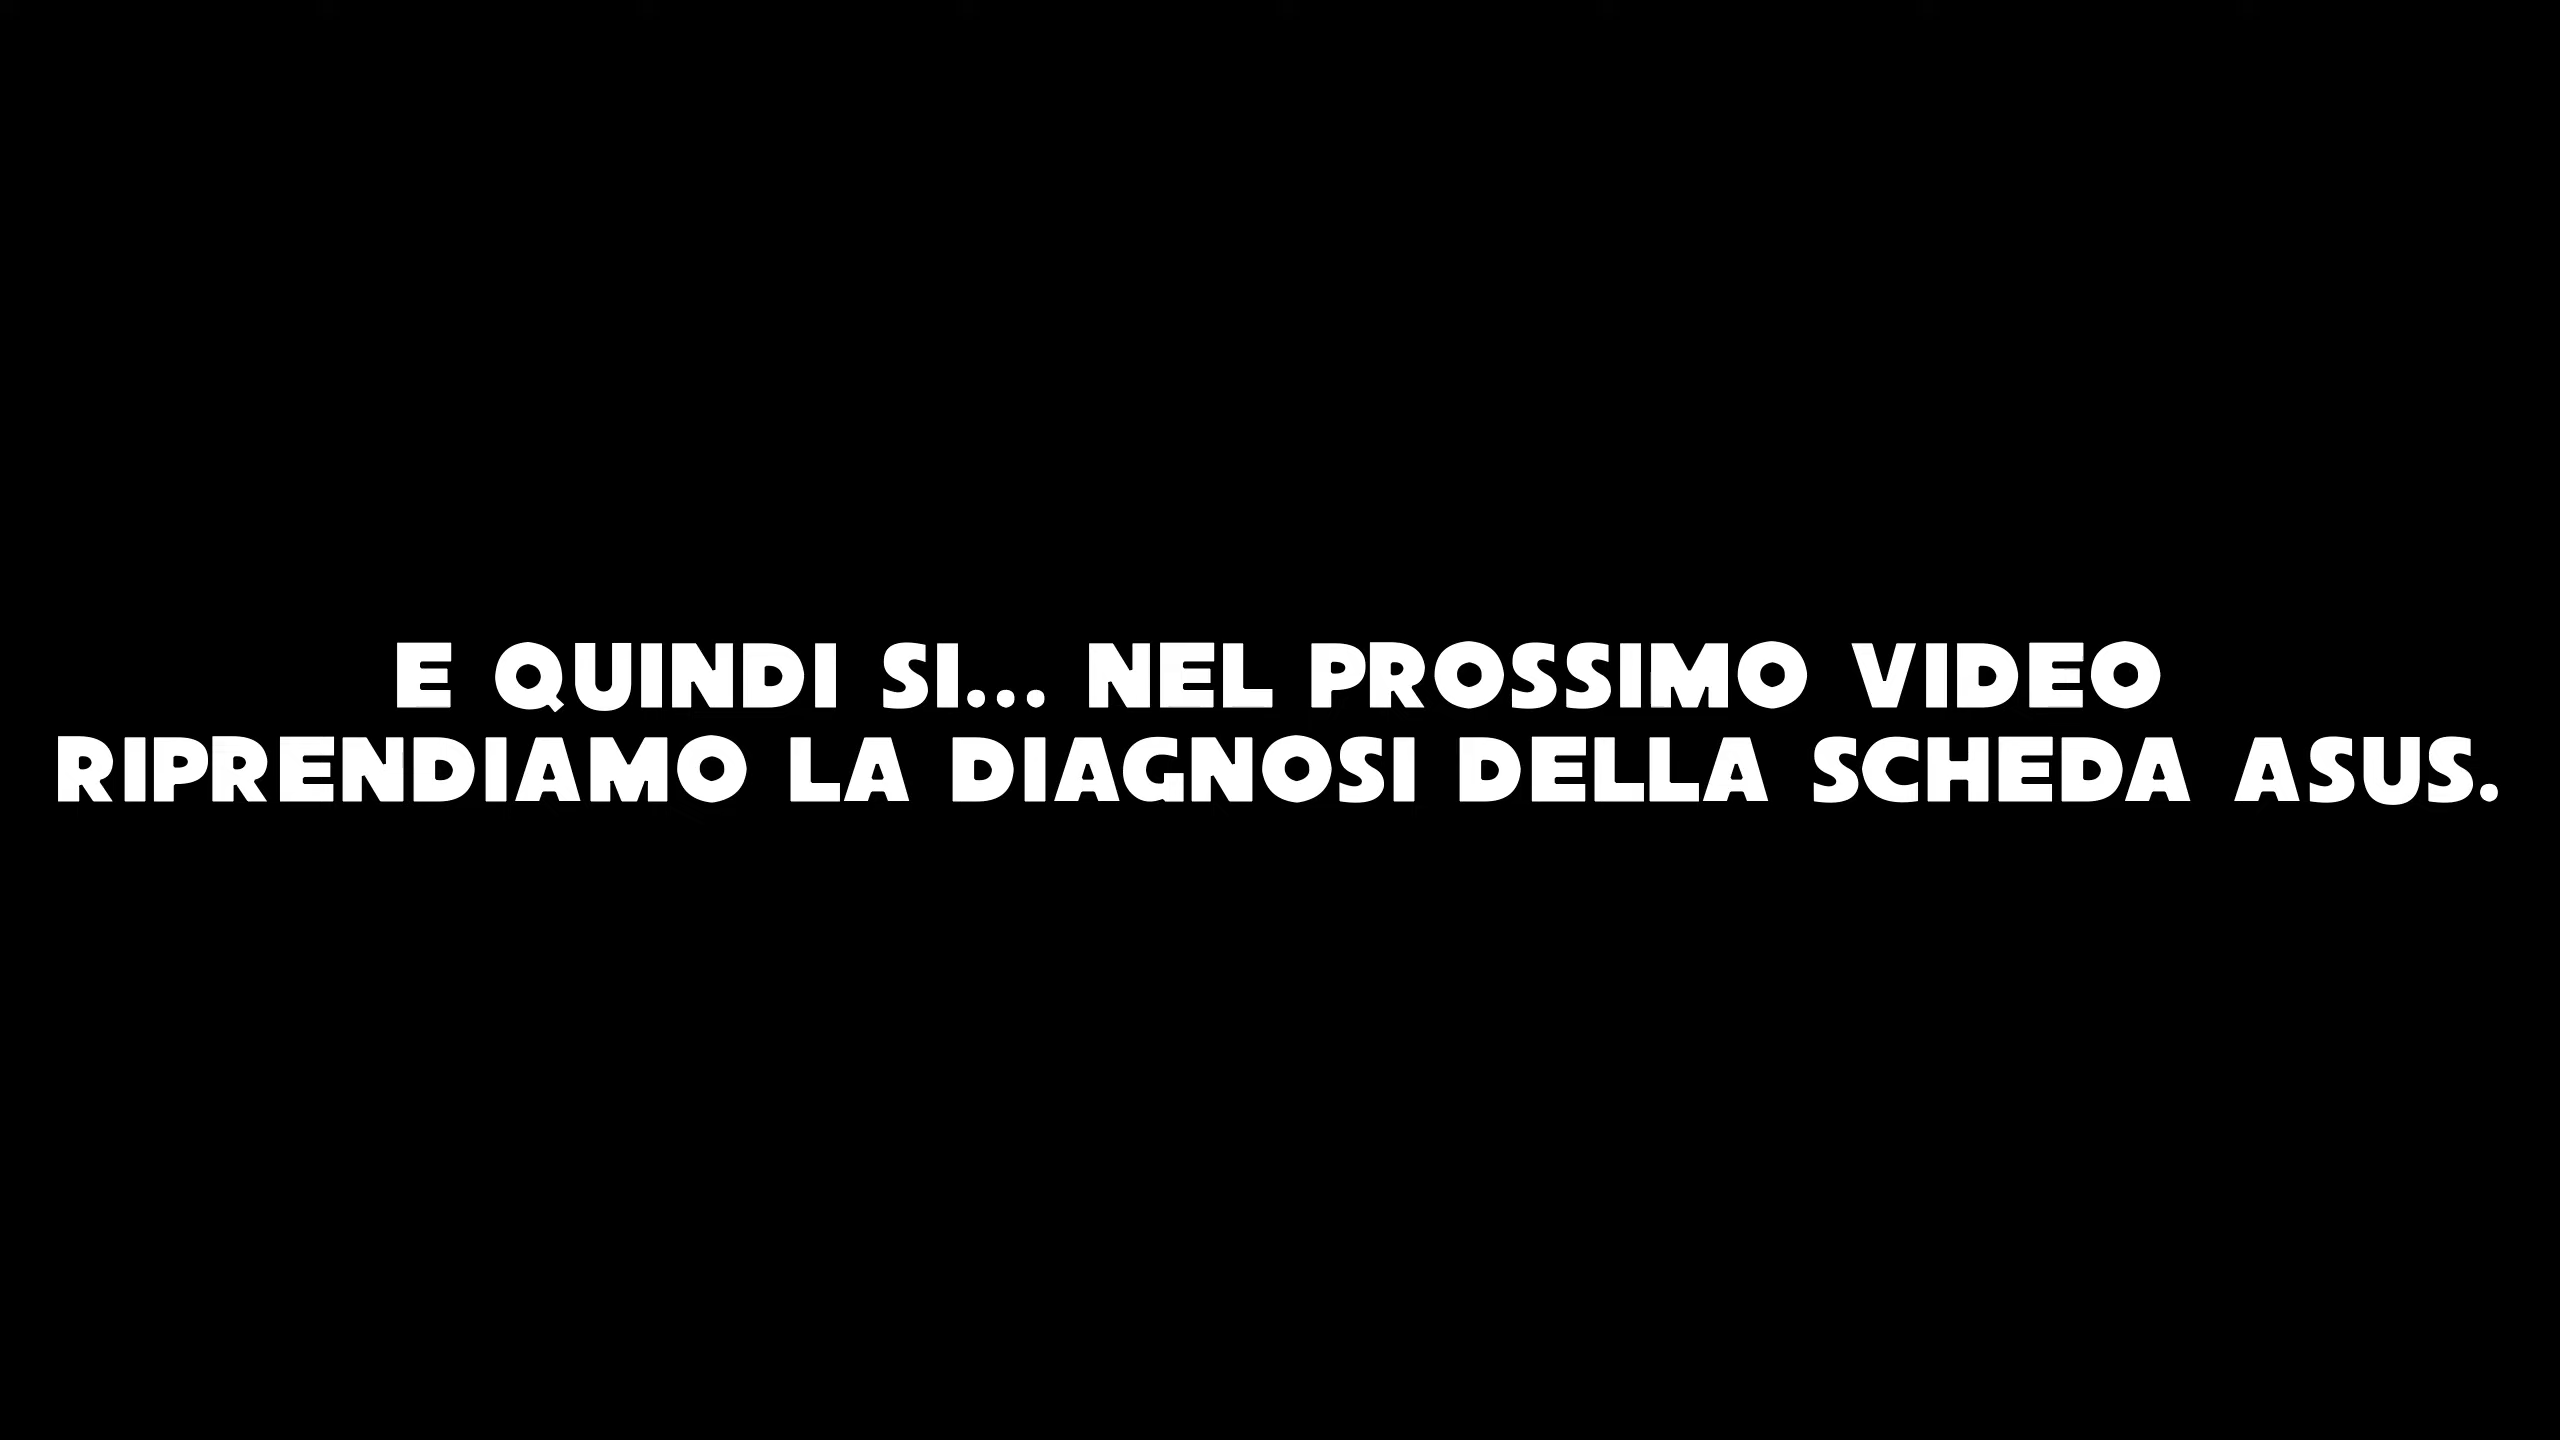 E QUINDI SI... NEL PROSSIMO VIDEO
RIPRENDIAMO LA DIAGNOSI DELLA SCHEDA ASUS.